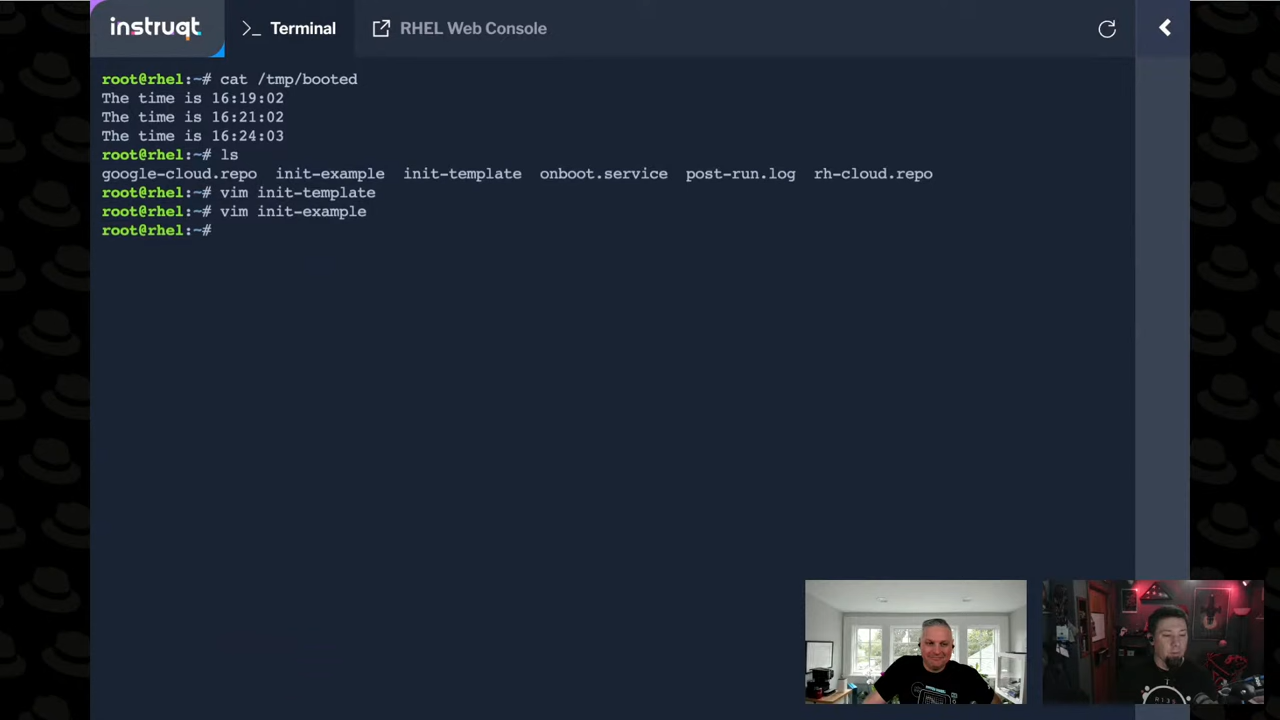 instruqt
>_ Terminal
RHEL Web Console
root@rhel:~# cat /tmp/booted
The time is 16:19:02
The time is 16:21:02
The time is 16:24:03
root@rhel:~# ls
google-cloud.repo  init-example  init-template  onboot.service  post-run.log  rh-cloud.repo
root@rhel:~# vim init-template
root@rhel:~# vim init-example
root@rhel:~#